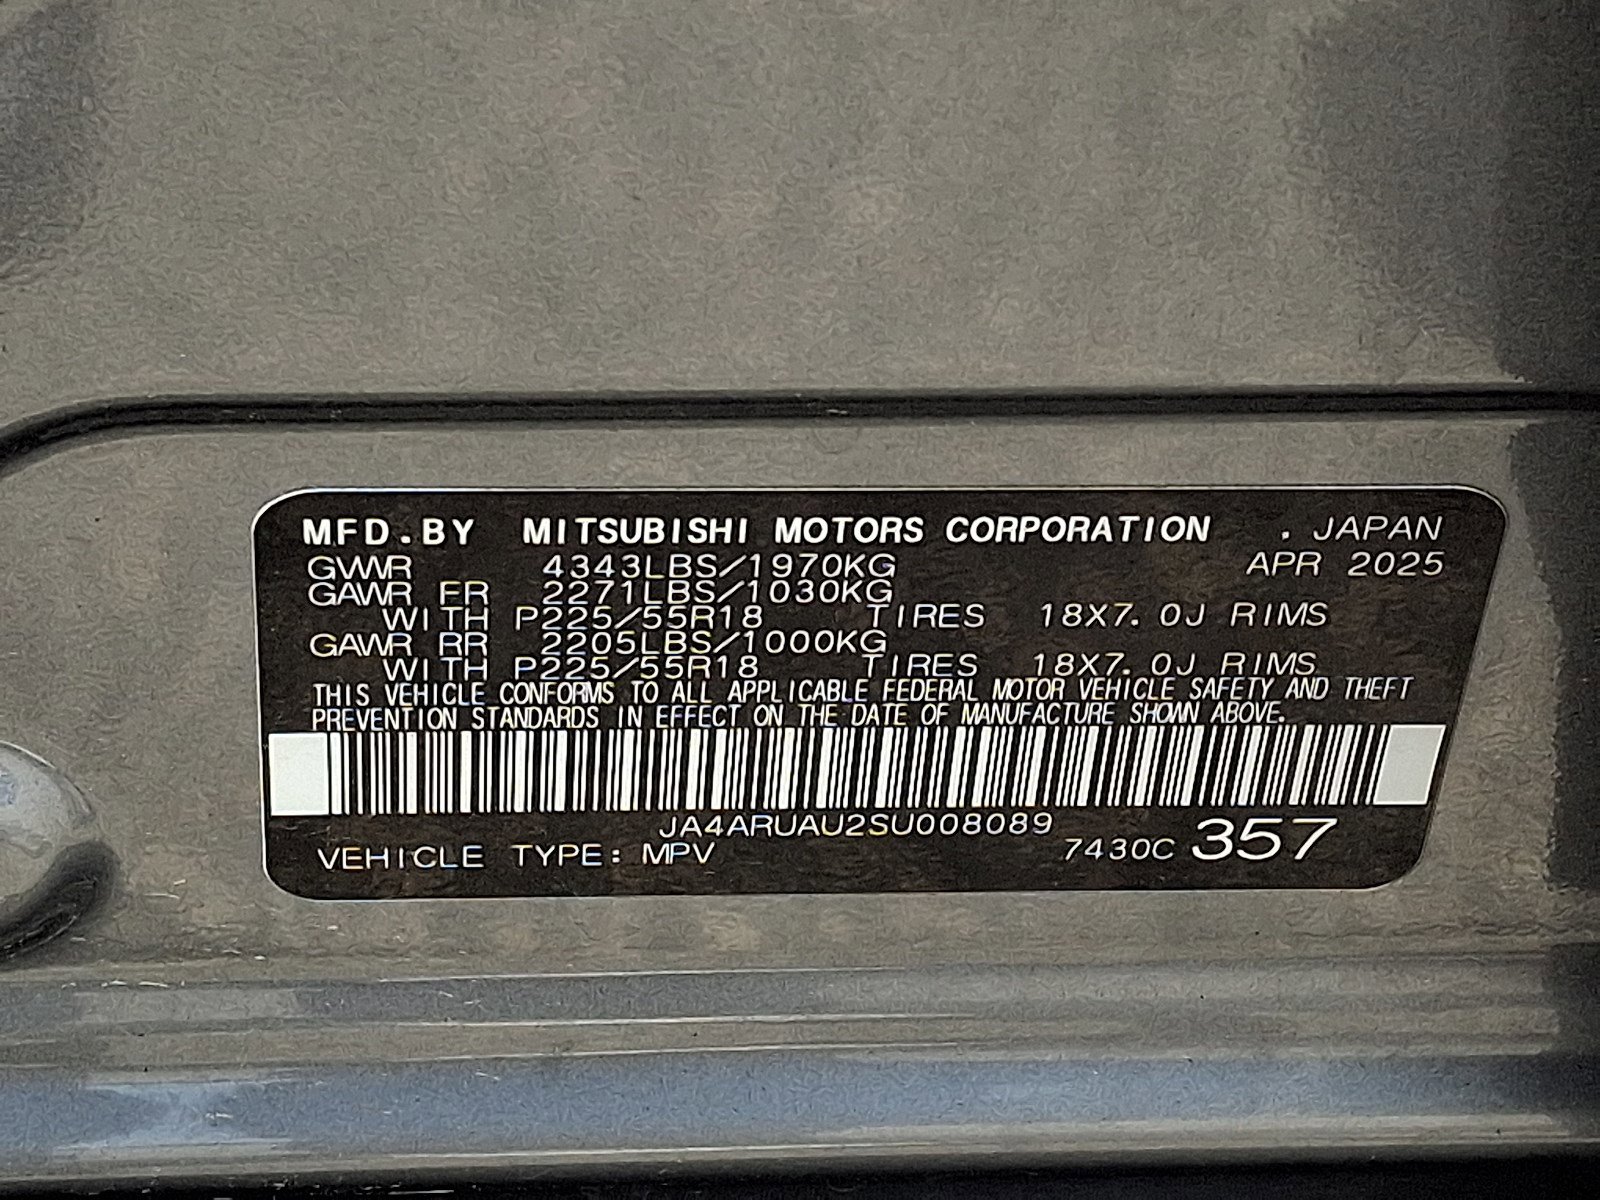 MFD.BY MITSUBISHI MOTORS CORPORATION . JAPAN
GVWR 4343LBS/1970KG APR 2025
GAWR FR 2271LBS/1030KG
WITH P225/55R18 TIRES 18X7.0J RIMS
GAWR RR 2205LBS/1000KG
WITH P225/55R18 TIRES 18X7.0J RIMS
THIS VEHICLE CONFORMS TO ALL APPLICABLE FEDERAL MOTOR VEHICLE SAFETY AND THEFT
PREVENTION STANDARDS IN EFFECT ON THE DATE OF MANUFACTURE SHOWN ABOVE.
JA4ARUAU2SU008089
VEHICLE TYPE: MPV 7430C 357